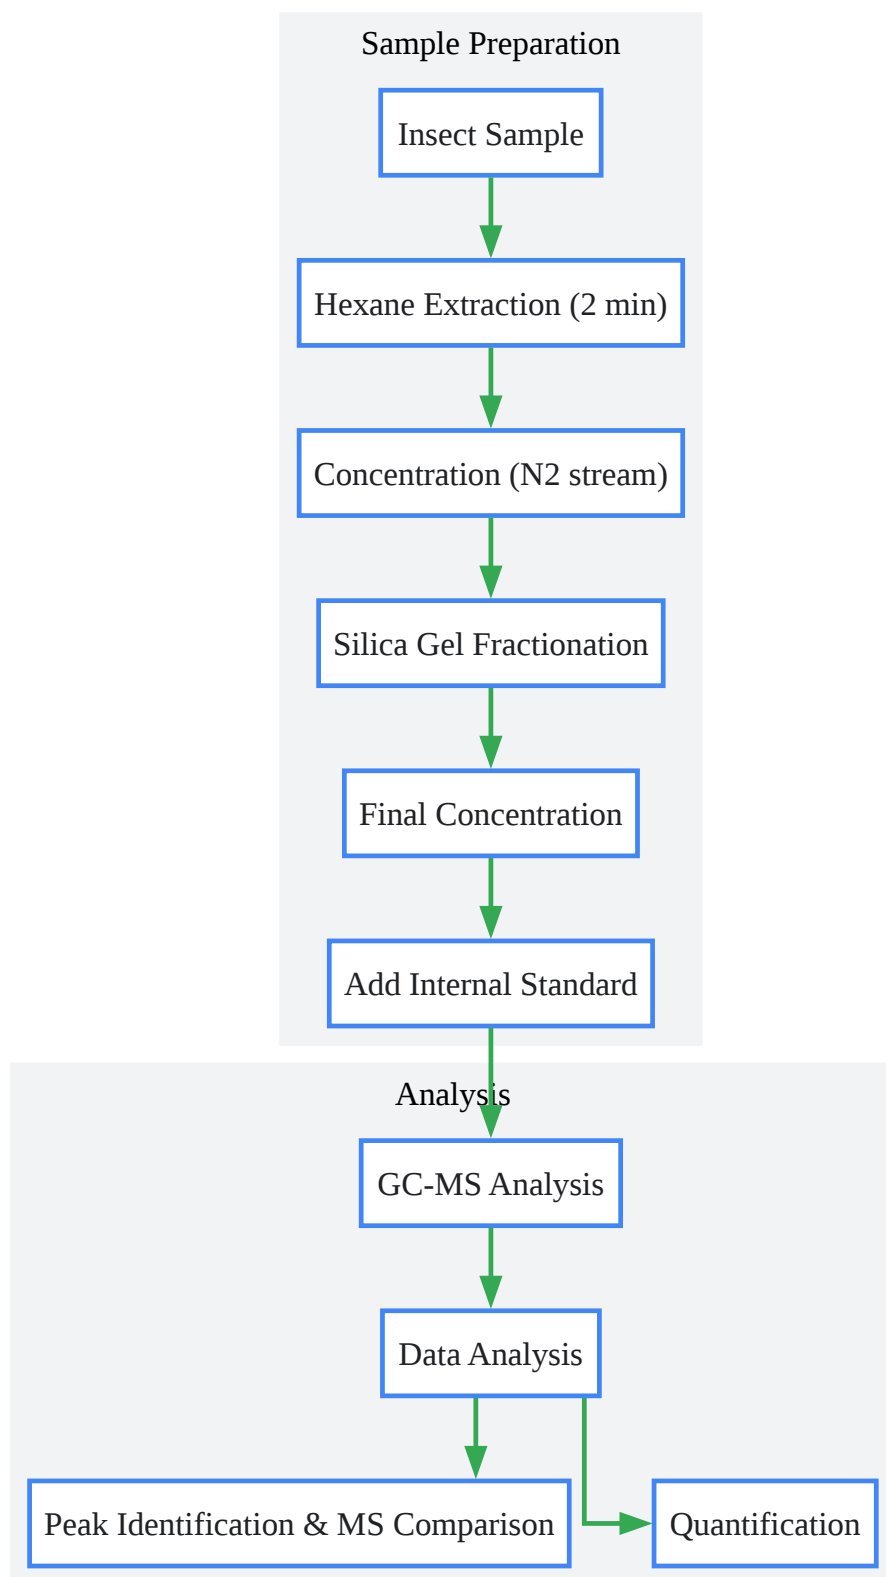 Sample Preparation
Insect Sample
Hexane Extraction (2 min)
Concentration (N2 stream)
Silica Gel Fractionation
Final Concentration
Add Internal Standard
Analysis
GC-MS Analysis
Data Analysis
Peak Identification & MS Comparison
Quantification